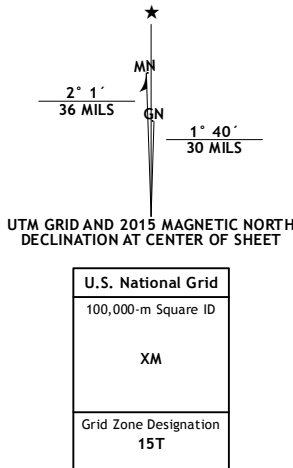 ★
MN
2° 1´
36 MILS
GN
1° 40´
30 MILS
UTM GRID AND 2015 MAGNETIC NORTH
DECLINATION AT CENTER OF SHEET
U.S. National Grid
100,000-m Square ID
XM
Grid Zone Designation
15T